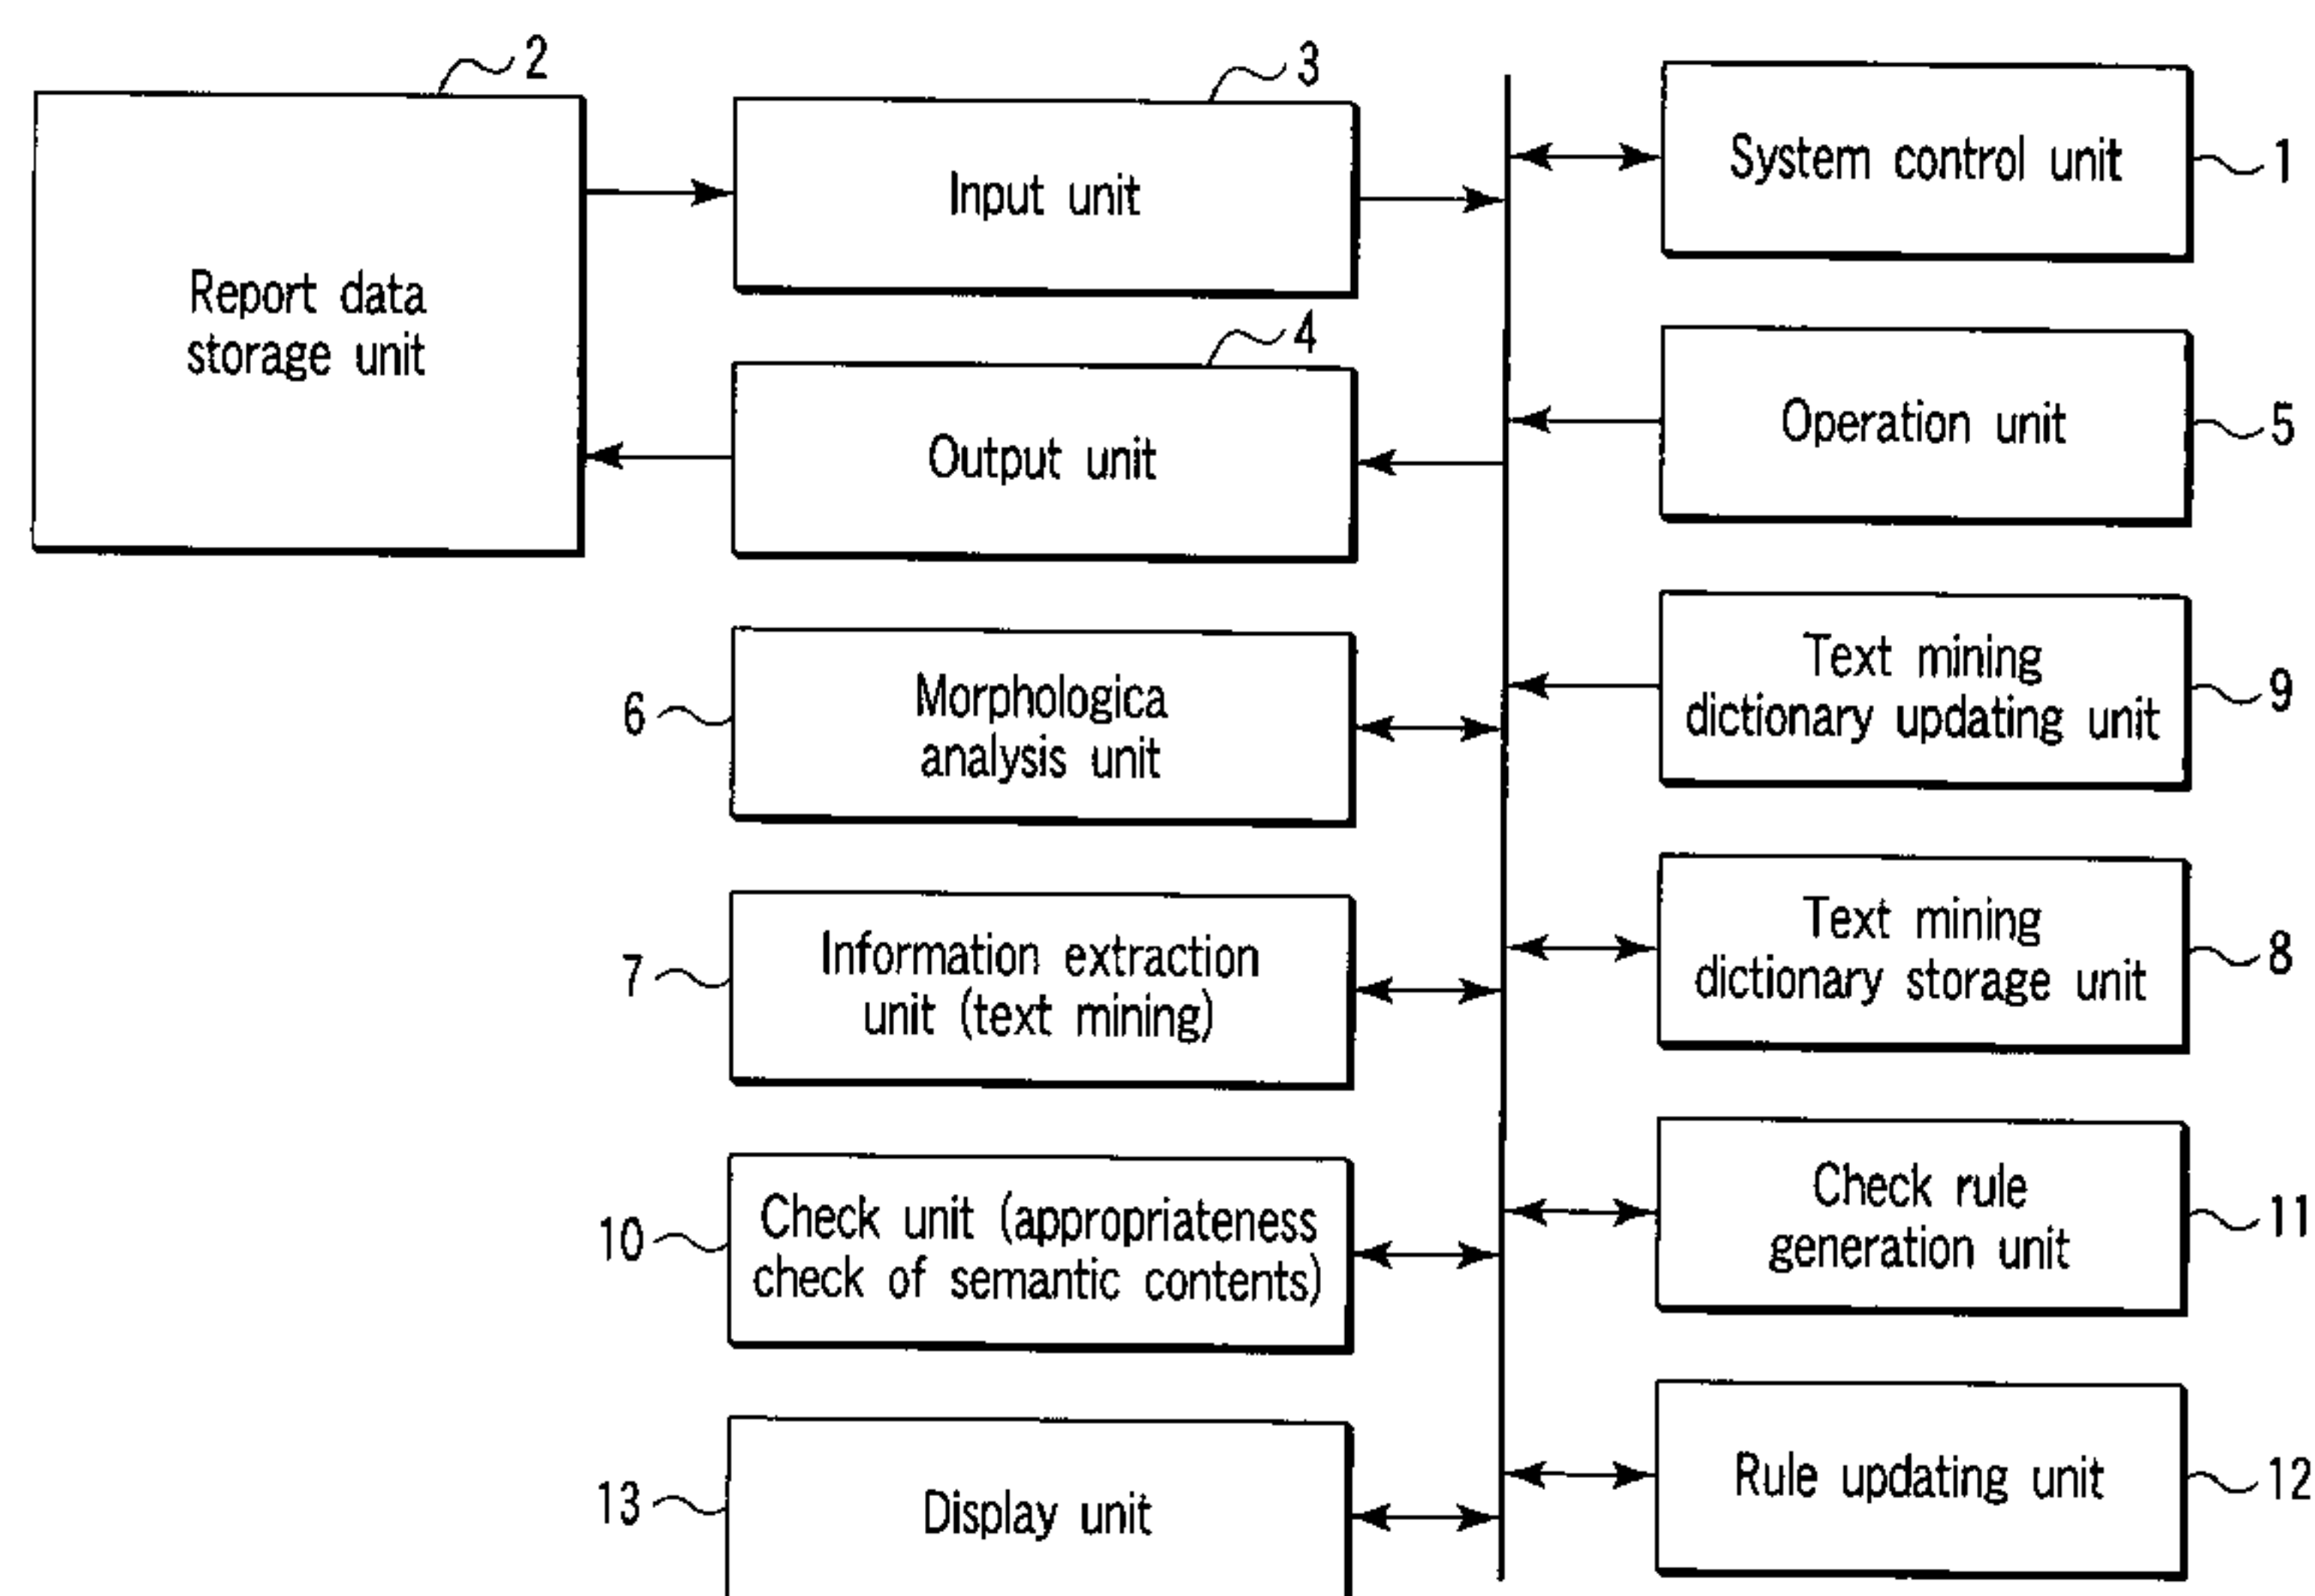 2
3
Report data
storage unit
Input unit
System control unit
1
4
Output unit
Operation unit
5
6
Morphologica
analysis unit
Text mining
dictionary updating unit
9
7
Information extraction
unit (text mining)
Text mining
dictionary storage unit
8
10
Check unit (appropriateness
check of semantic contents)
Check rule
generation unit
11
13
Display unit
Rule updating unit
12